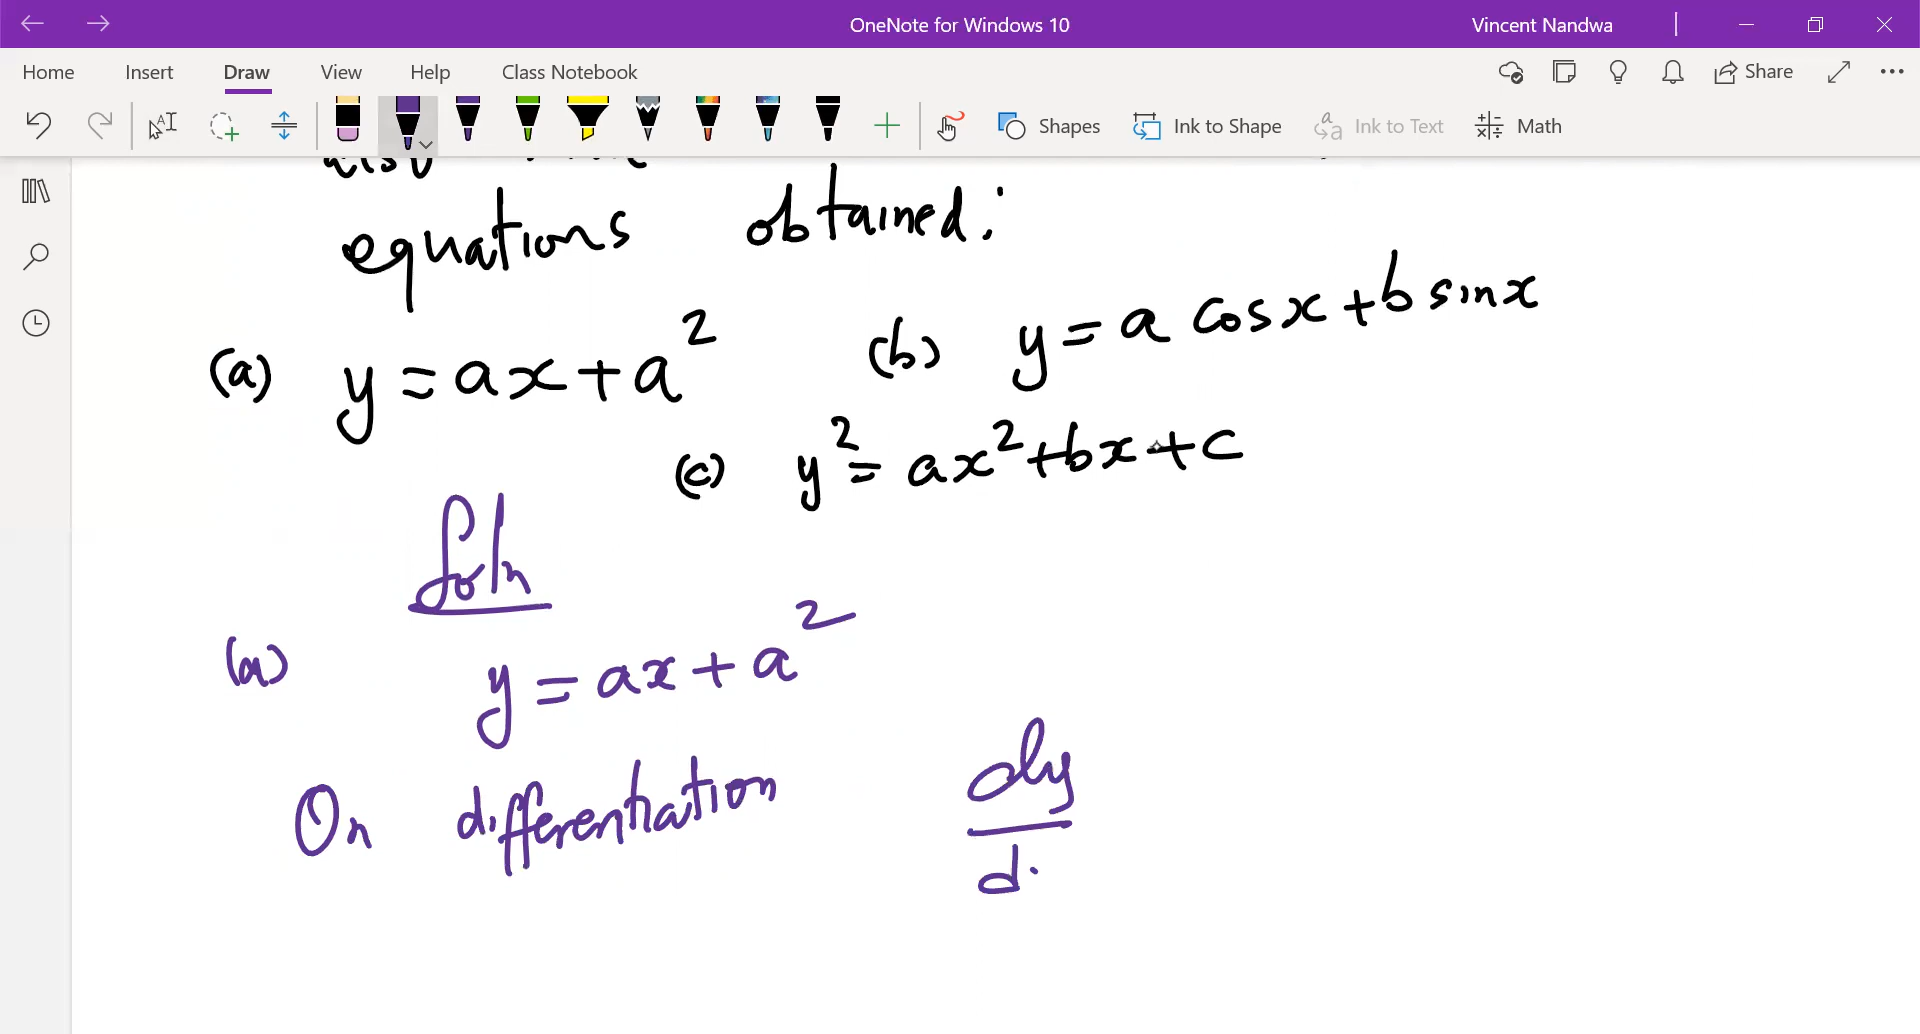 OneNote for Windows 10
Vincent Nandwa
Home Insert Draw View Help Class Notebook
Share
Shapes Ink to Shape Ink to Text Math
equations obtained:
(a) y = ax + a²
(b) y = a cosx + b sinx
(c) y² = ax² + bx + c
Soln
(a) y = ax + a²
On differentiation dy
d